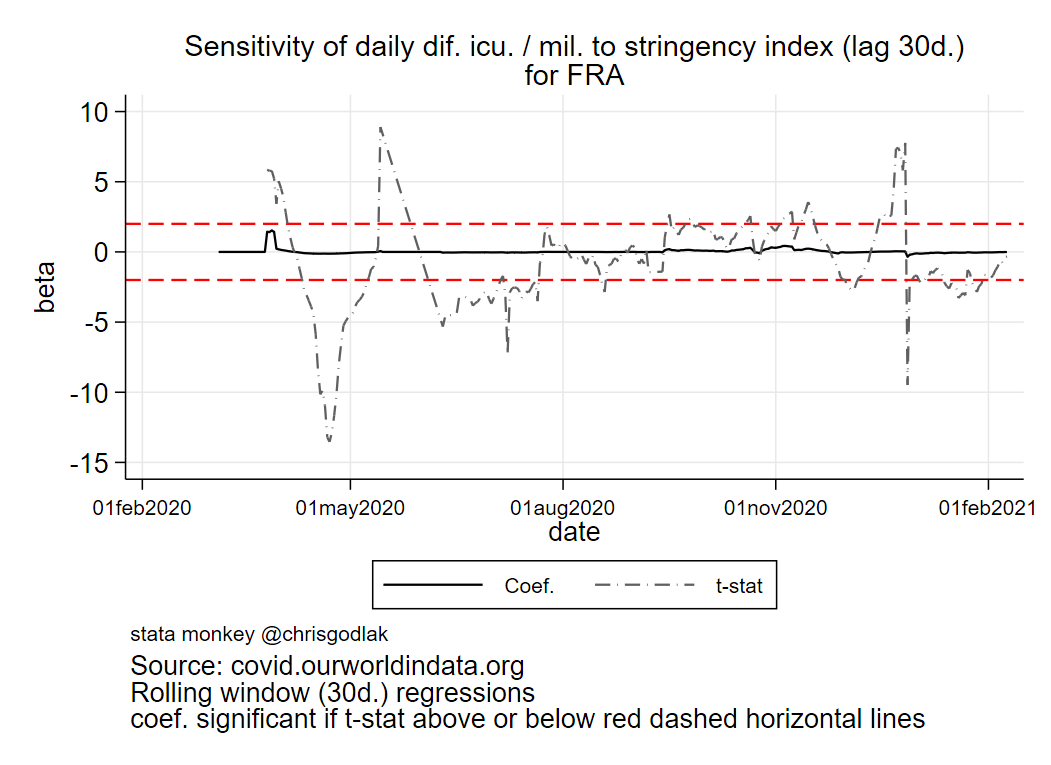 Sensitivity of daily dif. icu. / mil. to stringency index (lag 30d.)
for FRA
10
5
0
-5
-10
-15
beta
01feb2020 01may2020 01aug2020 01nov2020 01feb2021
date
Coef. t-stat
stata monkey @chrisgodlak
Source: covid.ourworldindata.org
Rolling window (30d.) regressions
coef. significant if t-stat above or below red dashed horizontal lines